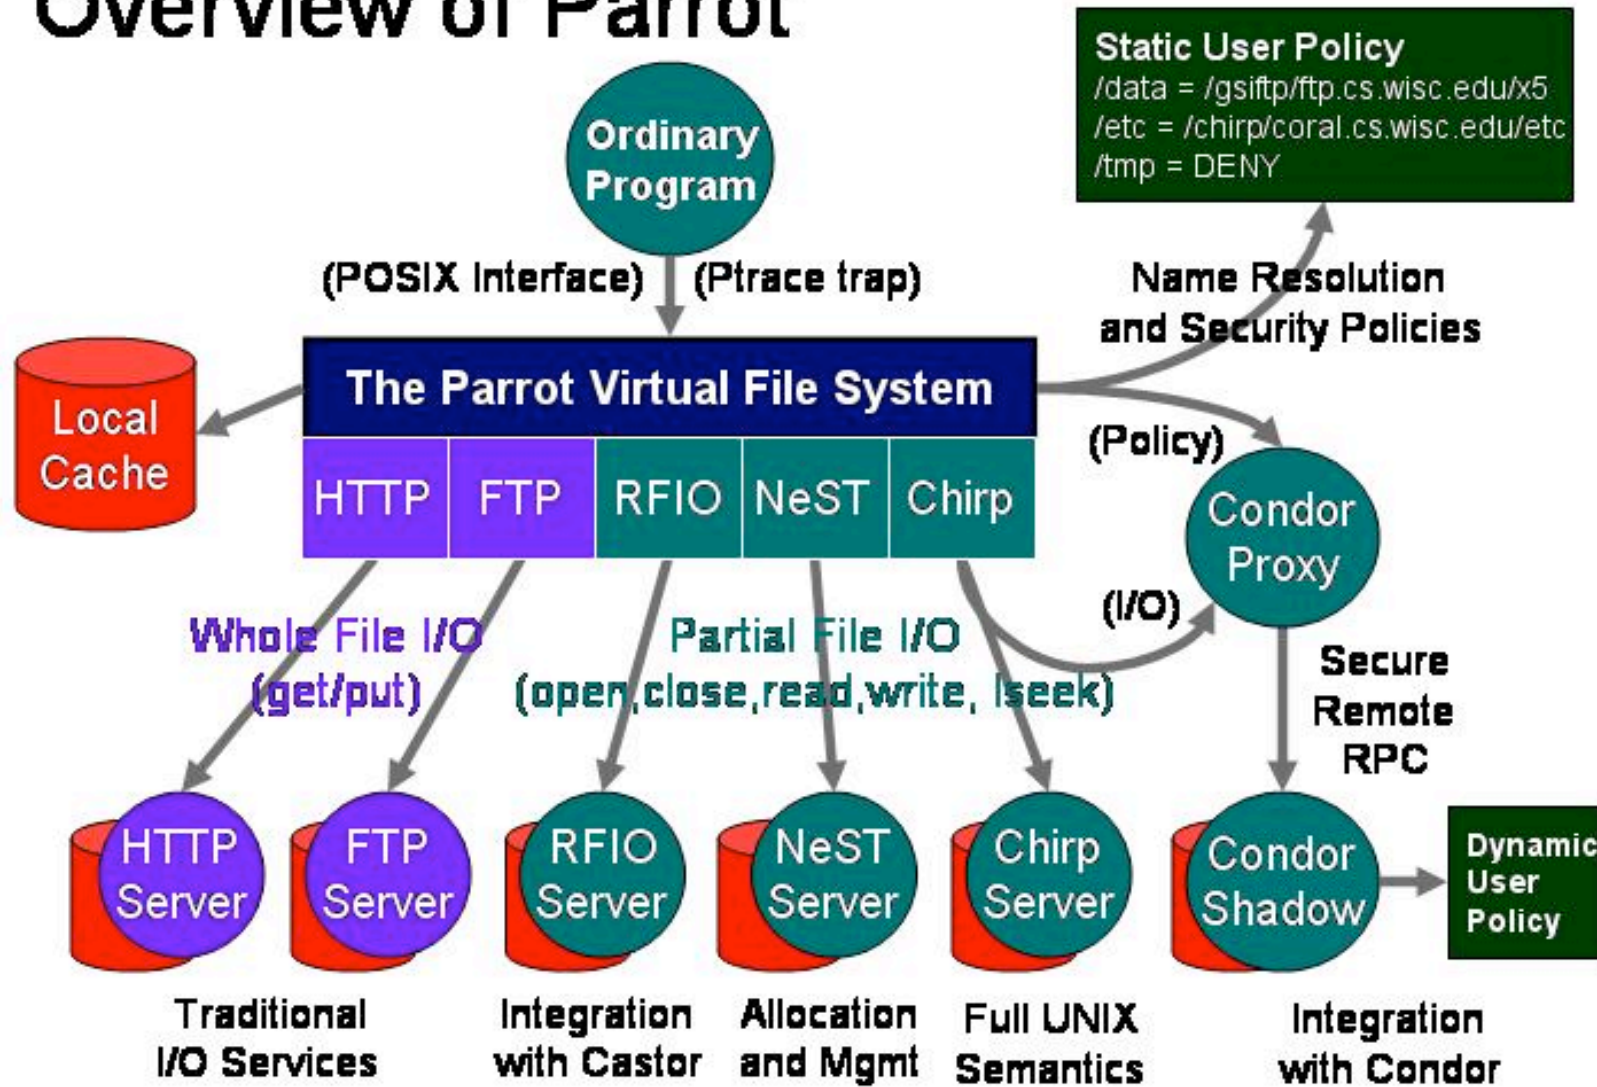 Overview of Parrot
Static User Policy
/data = /gsiftp/ftp.cs.wisc.edu/x5
/etc = /chirp/coral.cs.wisc.edu/etc
/tmp = DENY
Ordinary
Program
(POSIX Interface)
(Ptrace trap)
Name Resolution
and Security Policies
The Parrot Virtual File System
Local
Cache
HTTP
FTP
RFIO
NeST
Chirp
(Policy)
Condor
Proxy
(I/O)
Whole File I/O
(get/put)
Partial File I/O
(open,close,read,write, lseek)
Secure
Remote
RPC
HTTP
Server
FTP
Server
RFIO
Server
NeST
Server
Chirp
Server
Condor
Shadow
Dynamic
User
Policy
Traditional
I/O Services
Integration
with Castor
Allocation
and Mgmt
Full UNIX
Semantics
Integration
with Condor